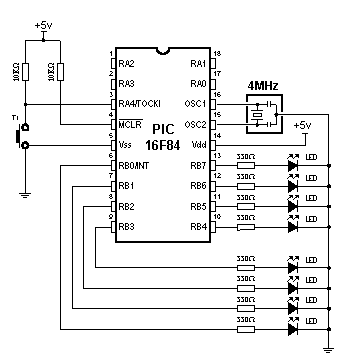 +5v
10KΩ
10KΩ
T1
PIC
16F84
1 RA2
2 RA3
3 RA4/TOCKI
4 MCLR
5 Vss
6 RB0/INT
7 RB1
8 RB2
9 RB3
18 RA1
17 RA0
16 OSC1
15 OSC2
14 Vdd
13 RB7
12 RB6
11 RB5
10 RB4
4MHz
+5v
330Ω LED
330Ω LED
330Ω LED
330Ω LED
330Ω LED
330Ω LED
330Ω LED
330Ω LED